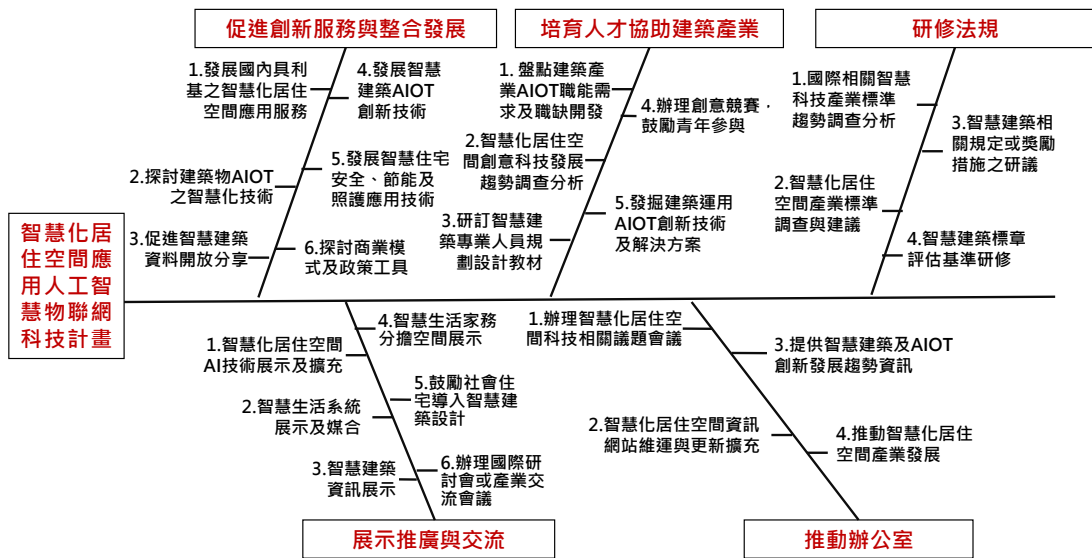 促進創新服務與整合發展
培育人才協助建築產業
研修法規
1.發展國內具利
基之智慧化居住
空間應用服務
4.發展智慧
建築AIOT
創新技術
2.探討建築物AIOT
之智慧化技術
5.發展智慧住宅
安全、節能及
照護應用技術
3.促進智慧建築
資料開放分享
6.探討商業模
式及政策工具
1. 盤點建築產
業AIOT職能需
求及職缺開發
4.辦理創意競賽，
鼓勵青年參與
2.智慧化居住空
間創意科技發展
趨勢調查分析
5.發掘建築運用
AIOT創新技術
及解決方案
3.研訂智慧建
築專業人員規
劃設計教材
1.國際相關智慧
科技產業標準
趨勢調查分析
3.智慧建築相
關規定或獎勵
措施之研議
2.智慧化居住
空間產業標準
調查與建議
4.智慧建築標章
評估基準研修
智慧化居
住空間應
用人工智
慧物聯網
科技計畫
4.智慧生活家務
分擔空間展示
1.智慧化居住空間
AI技術展示及擴充
5.鼓勵社會住
宅導入智慧建
築設計
2.智慧生活系統
展示及媒合
6.辦理國際研
討會或產業交
流會議
3.智慧建築
資訊展示
1.辦理智慧化居住空
間科技相關議題會議
3.提供智慧建築及AIOT
創新發展趨勢資訊
2.智慧化居住空間資訊
網站維運與更新擴充
4.推動智慧化居住
空間產業發展
展示推廣與交流
推動辦公室